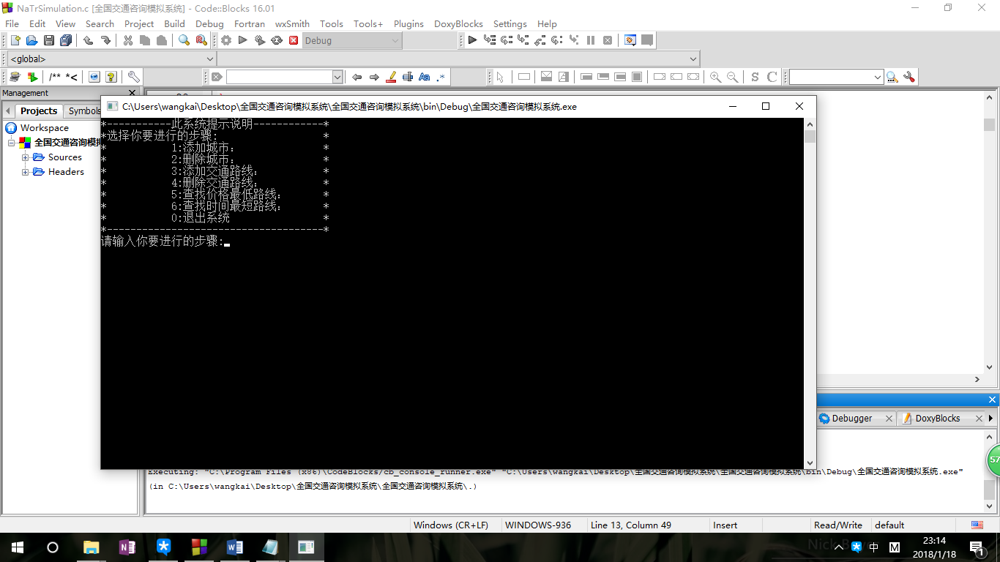 NaTrSimulation.c [全国交通咨询模拟系统] - Code::Blocks 16.01
File Edit View Search Project Build Debug Fortran wxSmith Tools Tools+ Plugins DoxyBlocks Settings Help
Debug
<global>
/** *<
Aa .*
S C
Management
Projects Symbols
Workspace
全国交通咨询模拟
Sources
Headers
C:\Users\wangkai\Desktop\全国交通咨询模拟系统\全国交通咨询模拟系统\bin\Debug\全国交通咨询模拟系统.exe
*-----------此系统提示说明------------*
*选择你要进行的步骤: *
* 1:添加城市: *
* 2:删除城市: *
* 3:添加交通路线: *
* 4:删除交通路线: *
* 5:查找价格最低路线: *
* 6:查找时间最短路线: *
* 0:退出系统 *
*-------------------------------------*
请输入你要进行的步骤:
Debugger DoxyBlocks
57
Executing: "C:\Program Files (x86)\CodeBlocks/cb_console_runner.exe" "C:\Users\wangkai\Desktop\全国交通咨询模拟系统\全国交通咨询模拟系统\bin\Debug\全国交通咨询模拟系统.exe"
(in C:\Users\wangkai\Desktop\全国交通咨询模拟系统\全国交通咨询模拟系统\.)
Windows (CR+LF) WINDOWS-936 Line 13, Column 49 Insert Read/Write default
中 M
23:14
2018/1/18
1